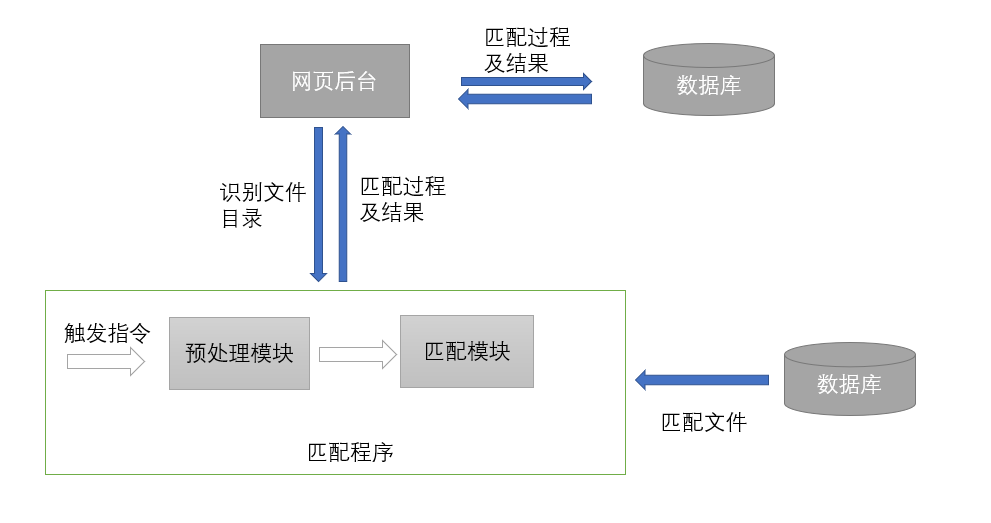 匹配过程
及结果
网页后台
数据库
识别文件
目录
匹配过程
及结果
触发指令
预处理模块
匹配模块
数据库
匹配文件
匹配程序